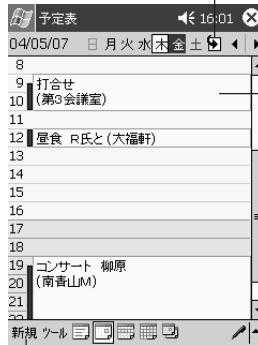 予定表 16:01
04/05/07 日 月 火 水 木 金 土
8
9 打合せ
10 (第3会議室)
11
12 昼食 R氏と(大福軒)
13
14
15
16
17
18
19 コンサート 柳原
20 (南青山M)
21
新規 ツール